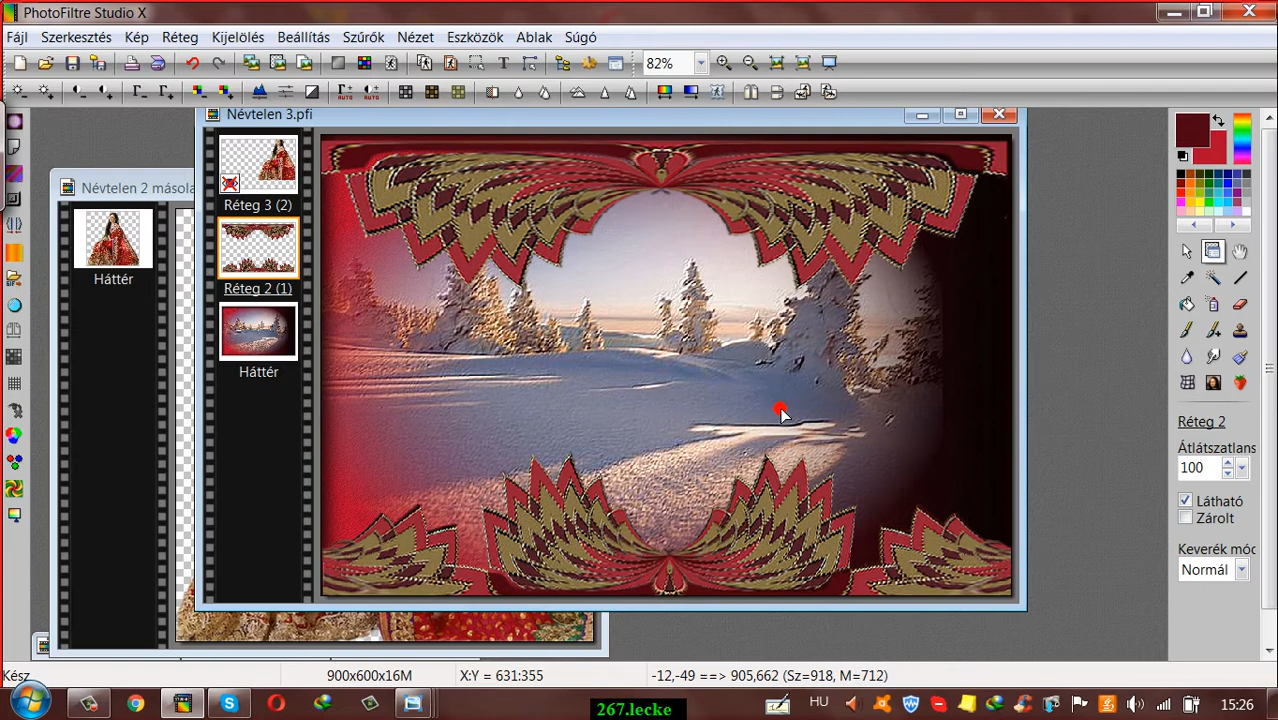 PhotoFiltre Studio X
Fájl Szerkesztés Kép Réteg Kijelölés Beállítás Szűrők Nézet Eszközök Ablak Súgó
82%
AUTO AUTO
Névtelen 3.pfi
Névtelen 2 másola
Réteg 3 (2)
Réteg 2 (1)
Háttér
Háttér
Réteg 2
Átlátszatlans
100
Látható
Zárolt
Keverék móc
Normál
Kész
900x600x16M
X:Y = 631:355
-12,-49 ==> 905,662 (Sz=918, M=712)
267.lecke
HU
15:26